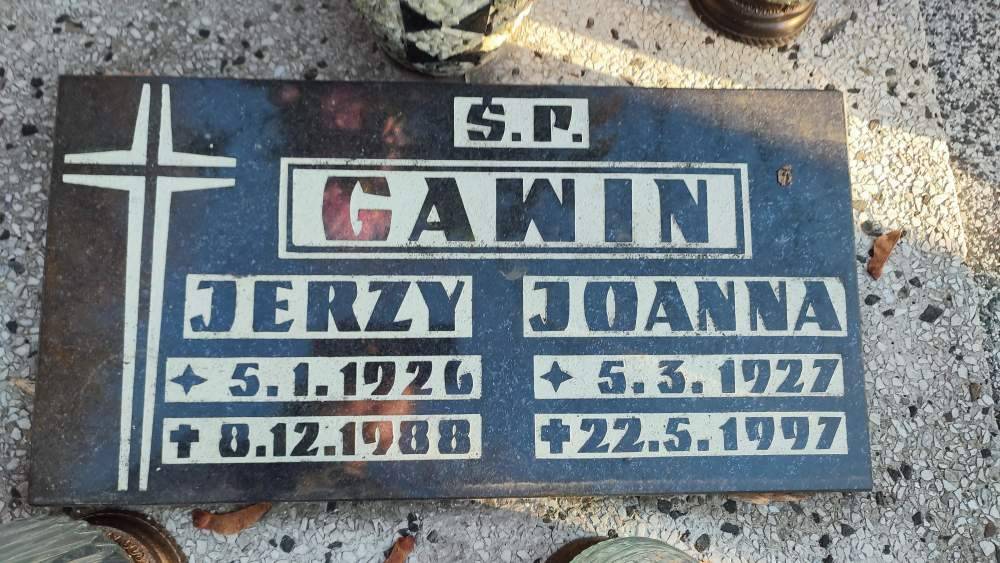 Ś.P.
GAWIN
JERZY JOANNA
5.1.1926 5.3.1927
8.12.1988 22.5.1997